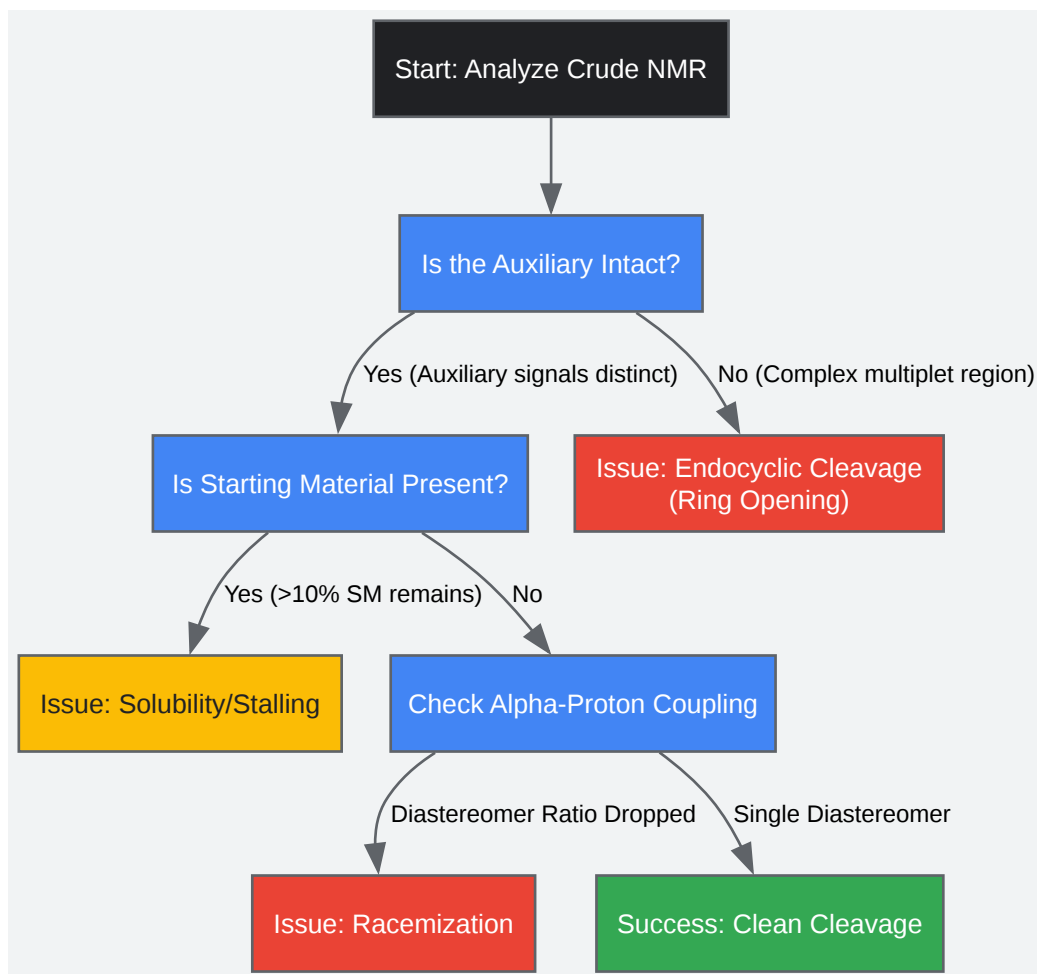 Start: Analyze Crude NMR
Is the Auxiliary Intact?
Yes (Auxiliary signals distinct)
No (Complex multiplet region)
Is Starting Material Present?
Issue: Endocyclic Cleavage
(Ring Opening)
Yes (>10% SM remains)
No
Issue: Solubility/Stalling
Check Alpha-Proton Coupling
Diastereomer Ratio Dropped
Single Diastereomer
Issue: Racemization
Success: Clean Cleavage